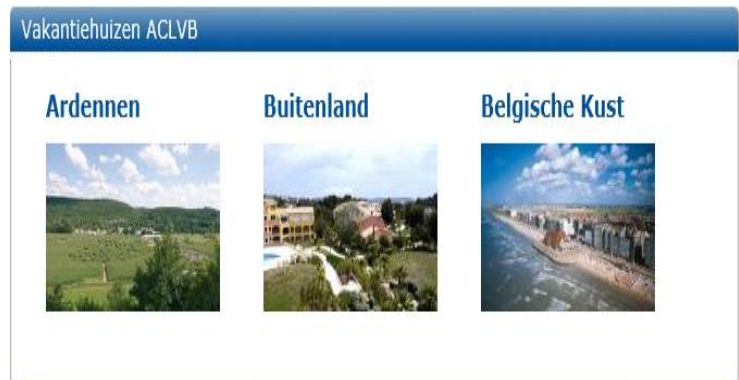 Vakantiehuizen ACLVB
Ardennen
Buitenland
Belgische Kust